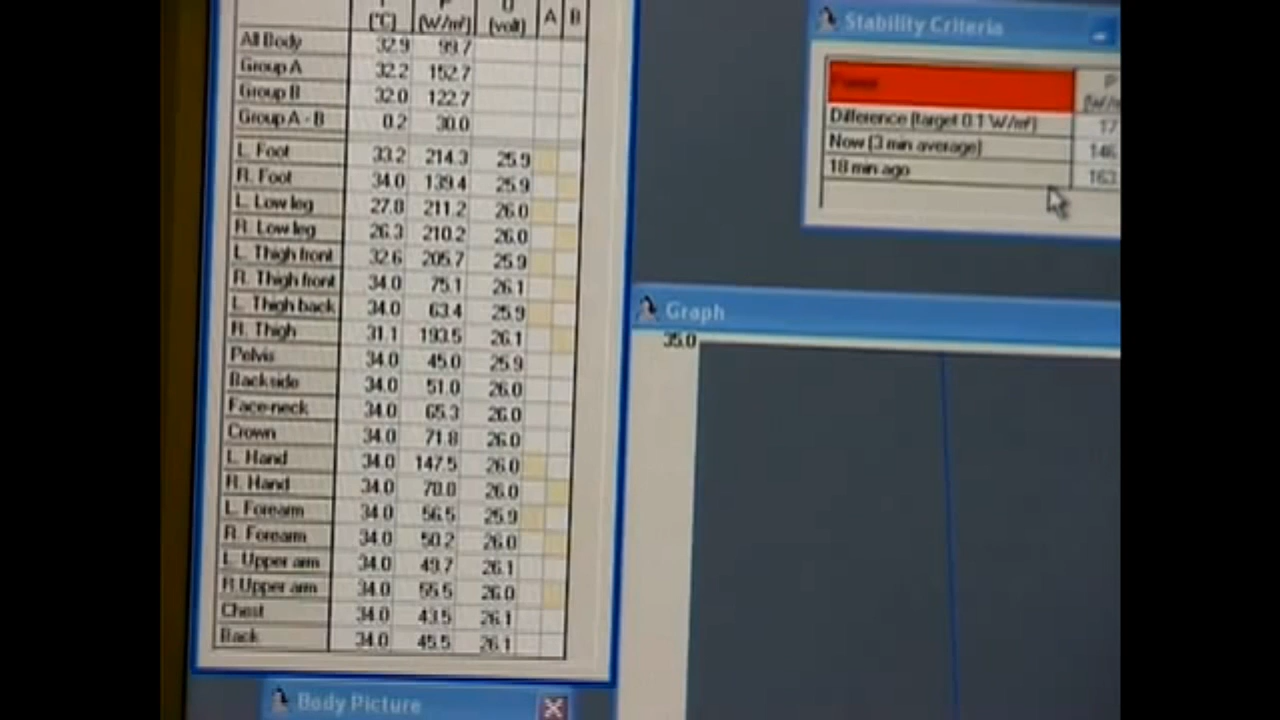 (°C) (W/m²) (volt) A B
All Body 32.9 99.7
Group A 32.2 152.7
Group B 32.0 122.7
Group A - B 0.2 30.0
L. Foot 33.2 214.3 25.9
R. Foot 34.0 139.4 25.9
L. Low leg 27.8 211.2 26.0
R. Low leg 26.3 210.2 26.0
L. Thigh front 32.6 205.7 25.9
R. Thigh front 34.0 75.1 26.1
L. Thigh back 34.0 63.4 25.9
R. Thigh 31.1 193.5 26.1
Pelvis 34.0 45.0 25.9
Backside 34.0 51.0 26.0
Face-neck 34.0 65.3 26.0
Crown 34.0 71.8 26.0
L. Hand 34.0 147.5 26.0
R. Hand 34.0 70.0 26.0
L. Forearm 34.0 56.5 25.9
R. Forearm 34.0 50.2 26.0
L. Upper arm 34.0 49.7 26.1
R.Upper arm 34.0 55.5 26.0
Chest 34.0 43.5 26.1
Back 34.0 45.5 26.1
Body Picture
Stability Criteria
P
Difference (target 0.1 W/m²) 17
Now (3 min average) 146
18 min ago 163
Graph
35.0